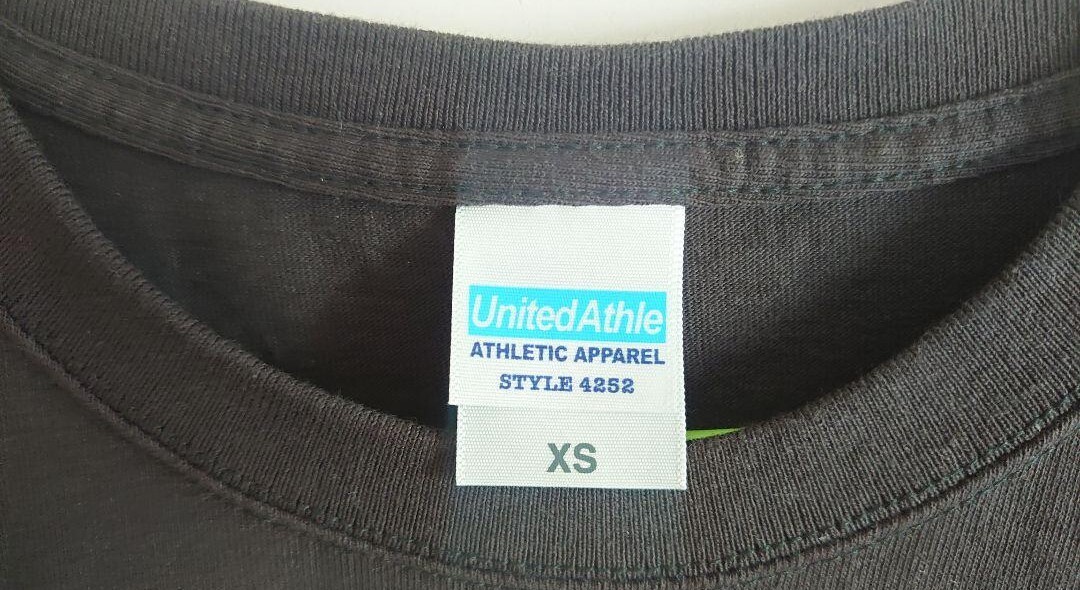 UnitedAthle
ATHLETIC APPAREL
STYLE 4252
XS